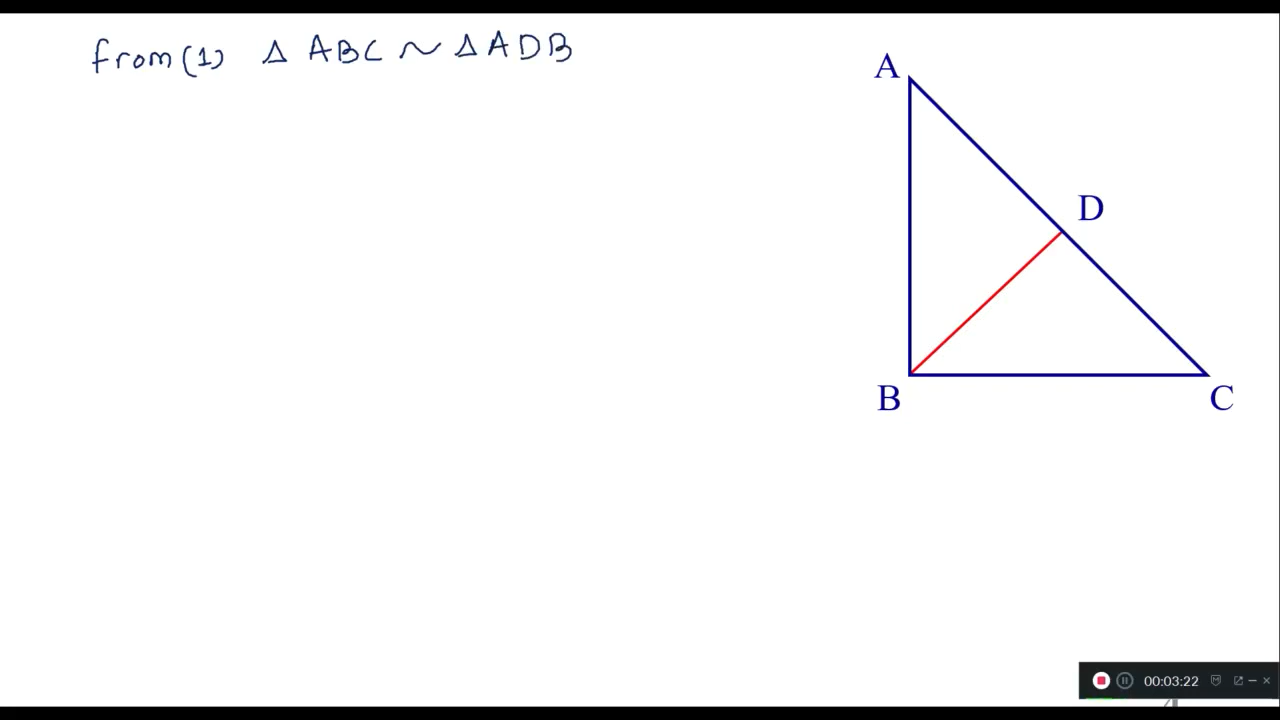 from (1) Δ ABC ~ Δ ADB
A
D
B
C
00:03:22